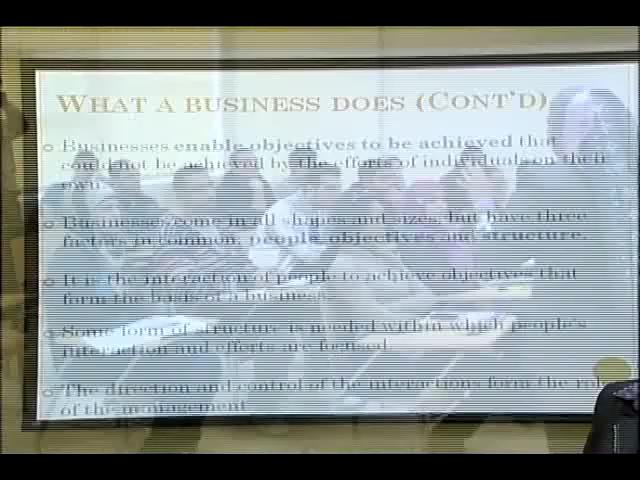 WHAT A BUSINESS DOES (CONT'D)
Businesses enable objectives to be achieved that
could not be achieved by the efforts of individuals on their
own.
Businesses come in all shapes and sizes, but have three
factors in common, people, objectives and structure.
It is the interaction of people to achieve objectives that
form the basis of a business.
Some form of structure is needed within which people's
interaction and efforts are focused.
The direction and control of the interactions form the role
of the management